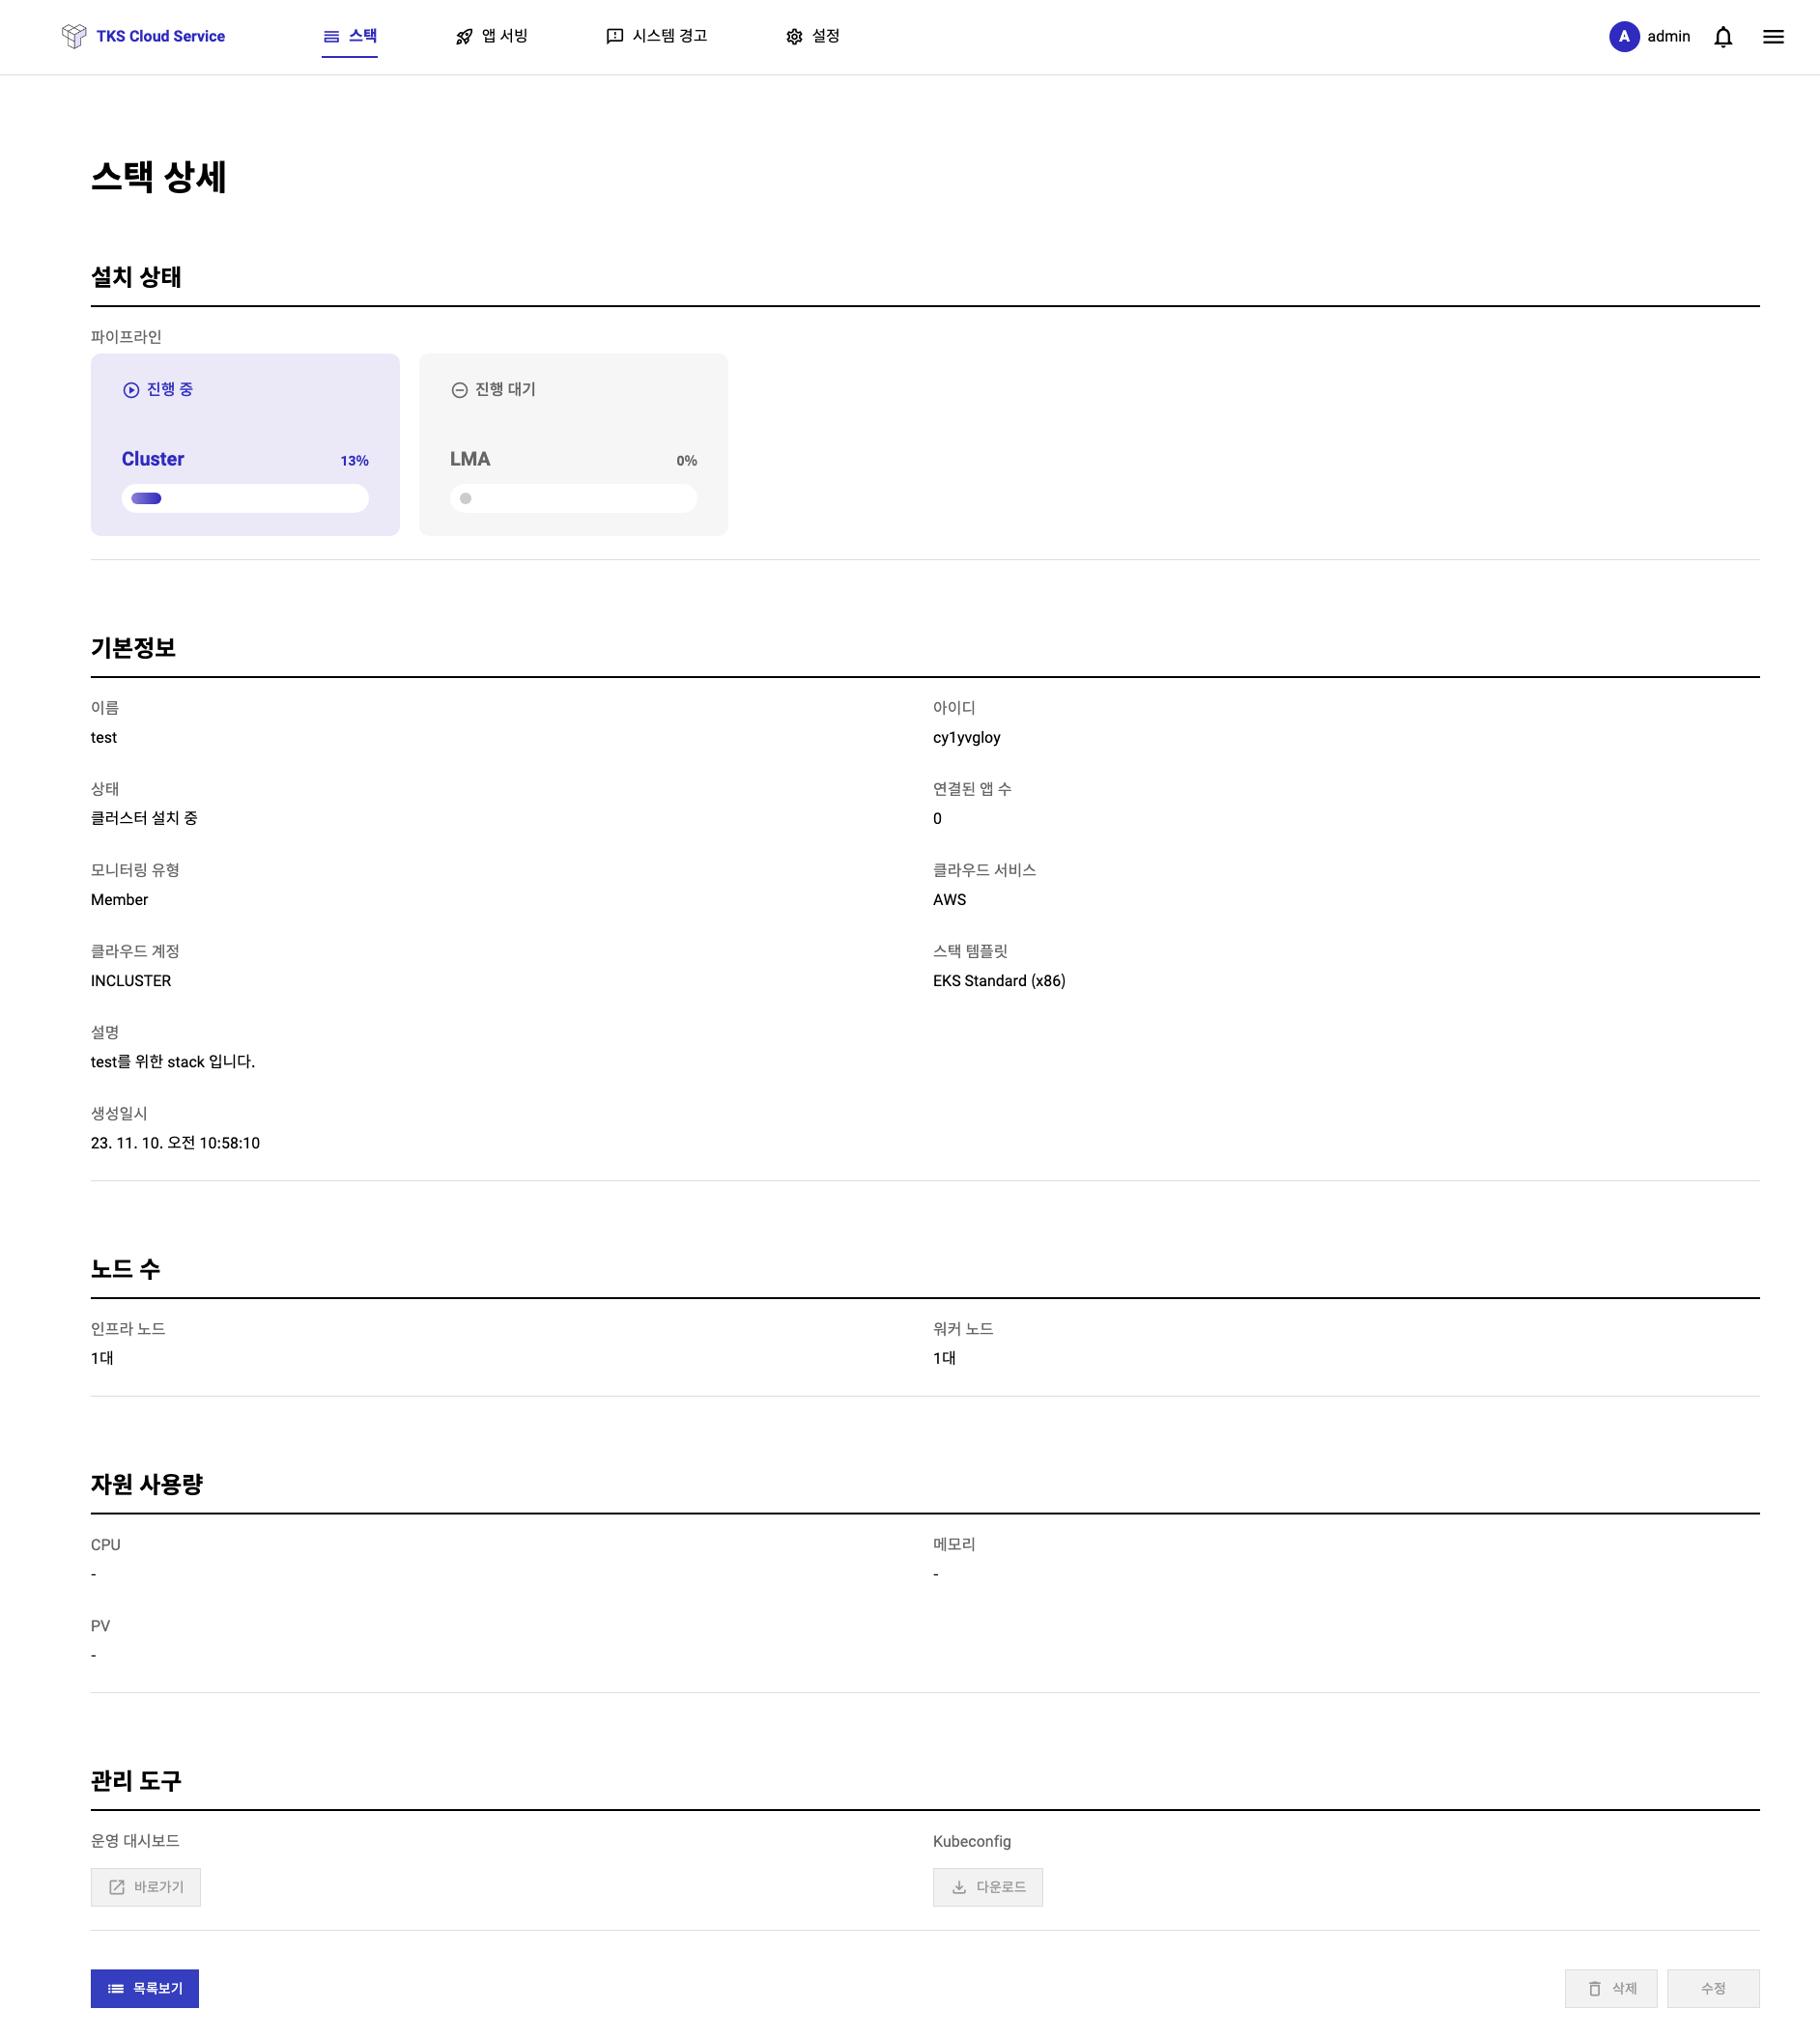 TKS Cloud Service
스택
앱 서빙
시스템 경고
설정
A
admin
스택 상세
설치 상태
파이프라인
진행 중
Cluster
13%
진행 대기
LMA
0%
기본정보
이름
test
아이디
cy1yvgloy
상태
클러스터 설치 중
연결된 앱 수
0
모니터링 유형
Member
클라우드 서비스
AWS
클라우드 계정
INCLUSTER
스택 템플릿
EKS Standard (x86)
설명
test를 위한 stack 입니다.
생성일시
23. 11. 10. 오전 10:58:10
노드 수
인프라 노드
1대
워커 노드
1대
자원 사용량
CPU
-
메모리
-
PV
-
관리 도구
운영 대시보드
바로가기
Kubeconfig
다운로드
목록보기
삭제
수정